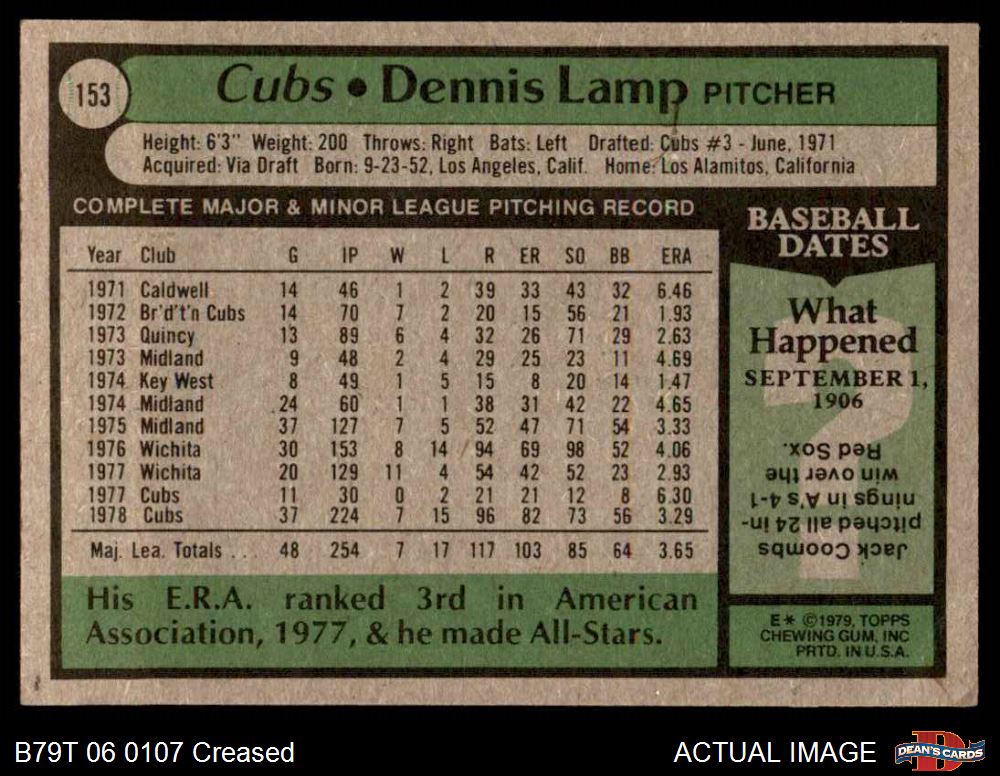 153
Cubs • Dennis Lamp PITCHER
Height: 6'3" Weight: 200 Throws: Right Bats: Left Drafted: Cubs #3 - June, 1971
Acquired: Via Draft Born: 9-23-52, Los Angeles, Calif. Home: Los Alamitos, California
COMPLETE MAJOR & MINOR LEAGUE PITCHING RECORD
Year Club G IP W L R ER SO BB ERA
1971 Caldwell 14 46 1 2 39 33 43 32 6.46
1972 Br'd't'n Cubs 14 70 7 2 20 15 56 21 1.93
1973 Quincy 13 89 6 4 32 26 71 29 2.63
1973 Midland 9 48 2 4 29 25 23 11 4.69
1974 Key West 8 49 1 5 15 8 20 14 1.47
1974 Midland 24 60 1 1 38 31 42 22 4.65
1975 Midland 37 127 7 5 52 47 71 54 3.33
1976 Wichita 30 153 8 14 94 69 98 52 4.06
1977 Wichita 20 129 11 4 54 42 52 23 2.93
1977 Cubs 11 30 0 2 21 21 12 8 6.30
1978 Cubs 37 224 7 15 96 82 73 56 3.29
Maj. Lea. Totals ... 48 254 7 17 117 103 85 64 3.65
His E.R.A. ranked 3rd in American
Association, 1977, & he made All-Stars.
BASEBALL
DATES
What
Happened
SEPTEMBER 1,
1906
?
Jack Coombs
pitched all 24 in-
nings in A's 4-1
win over the
Red Sox.
E* ©1979, TOPPS
CHEWING GUM, INC
PRTD. IN U.S.A.
B79T 06 0107 Creased
ACTUAL IMAGE
D
DEAN'S CARDS